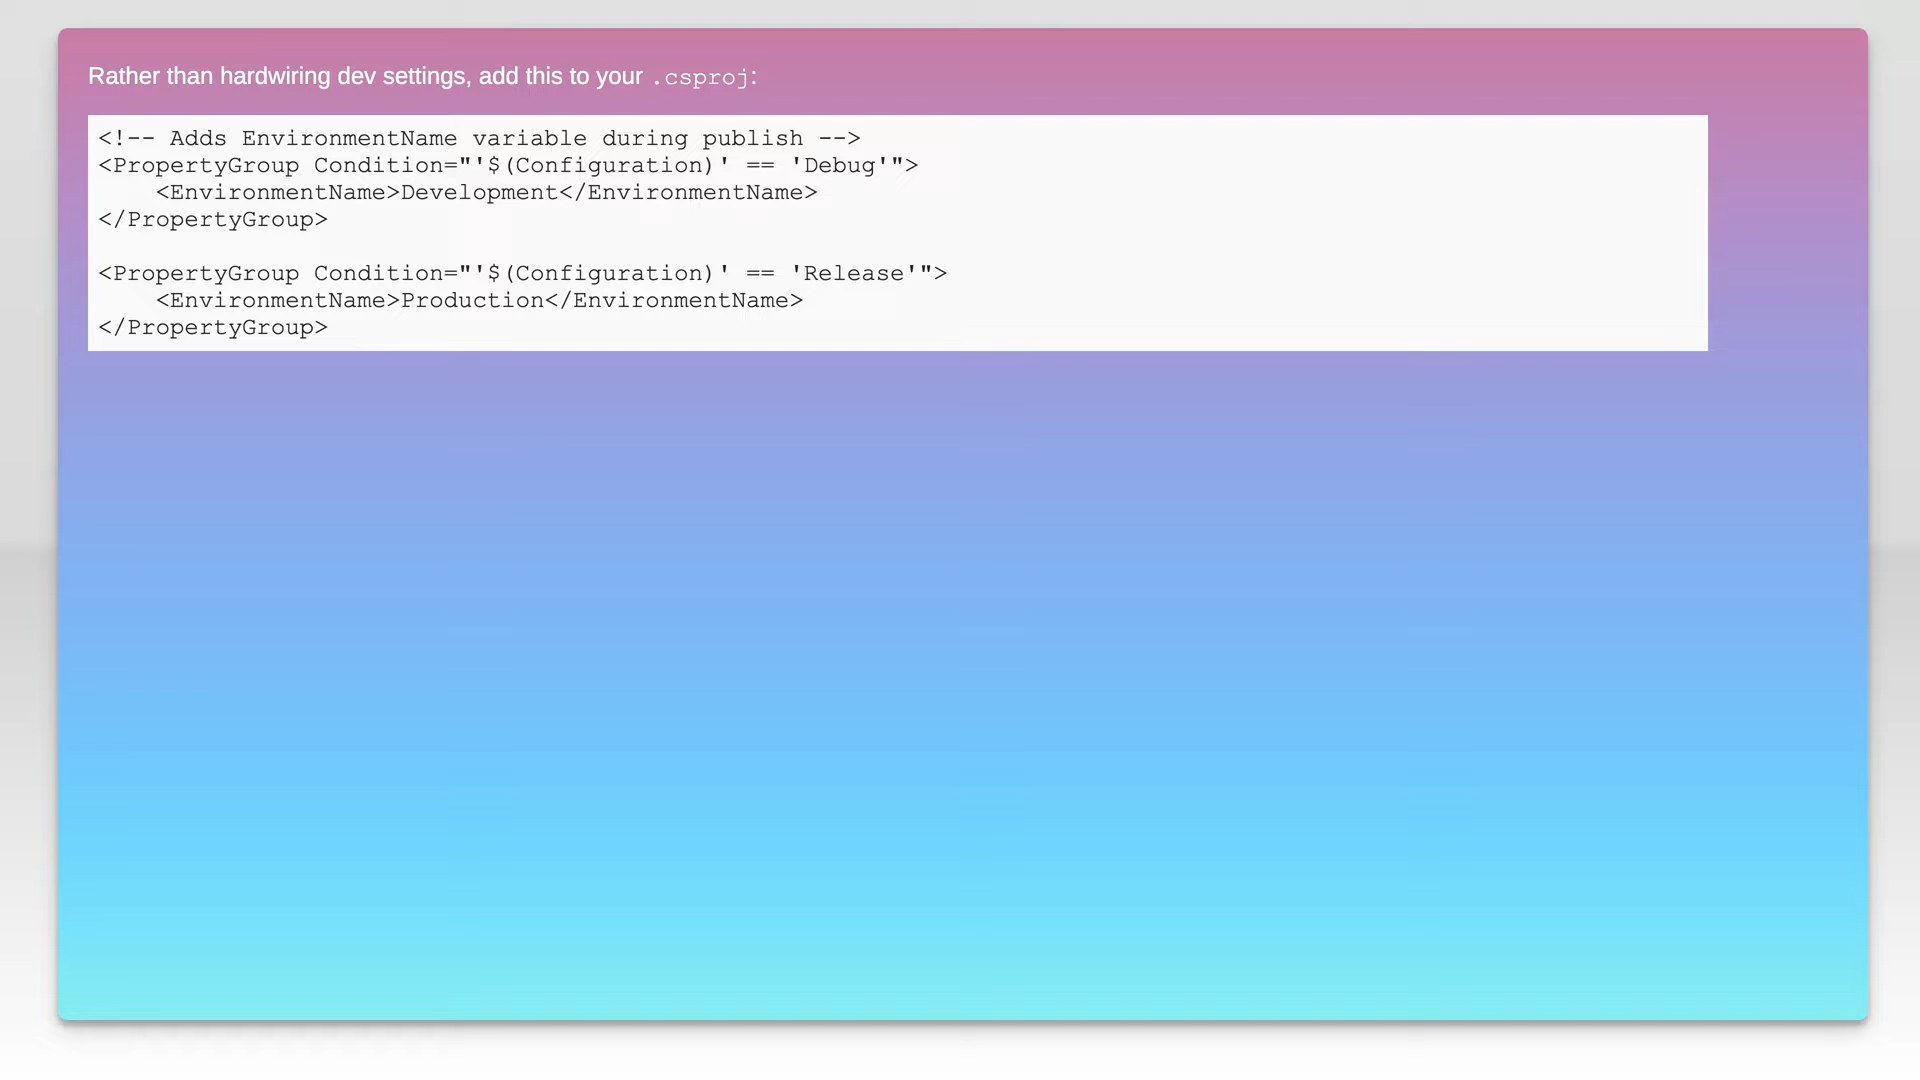 Rather than hardwiring dev settings, add this to your .csproj:
<!-- Adds EnvironmentName variable during publish -->
<PropertyGroup Condition="'$(Configuration)' == 'Debug'">
    <EnvironmentName>Development</EnvironmentName>
</PropertyGroup>

<PropertyGroup Condition="'$(Configuration)' == 'Release'">
    <EnvironmentName>Production</EnvironmentName>
</PropertyGroup>